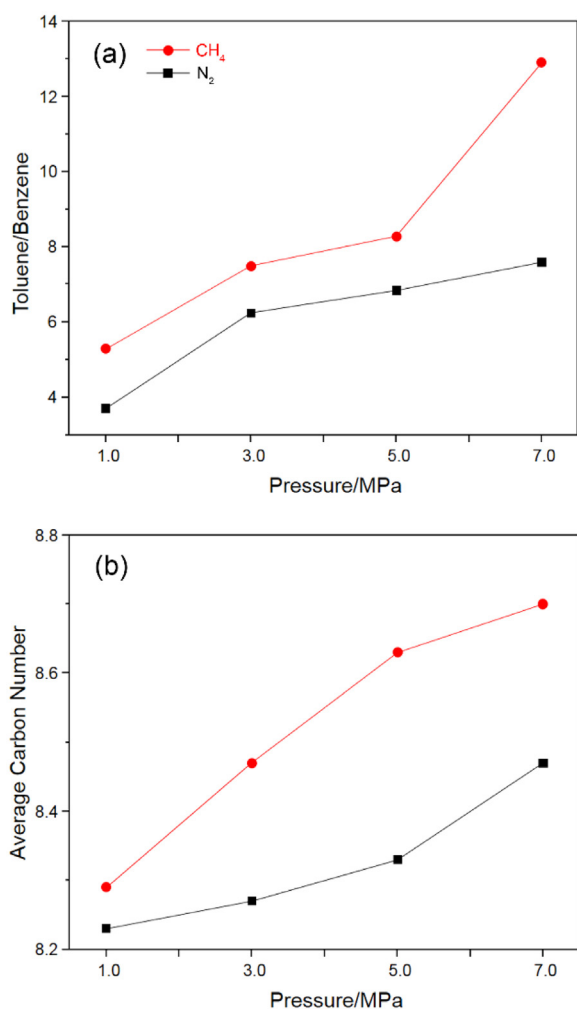 (a)
CH₄
N₂
14
12
10
8
6
4
Toluene/Benzene
1.0 3.0 5.0 7.0
Pressure/MPa
(b)
8.8
8.6
8.4
8.2
Average Carbon Number
1.0 3.0 5.0 7.0
Pressure/MPa